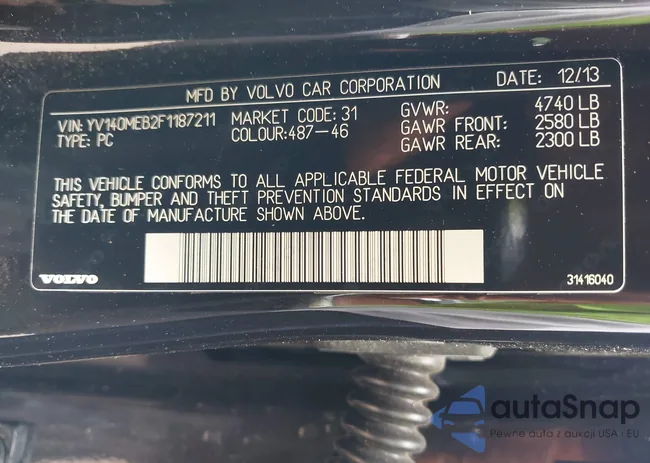 MFD BY VOLVO CAR CORPORATION DATE: 12/13
VIN: YV140MEB2F1187211 MARKET CODE: 31 GVWR: 4740 LB
TYPE: PC COLOUR:487-46 GAWR FRONT: 2580 LB
GAWR REAR: 2300 LB
THIS VEHICLE CONFORMS TO ALL APPLICABLE FEDERAL MOTOR VEHICLE
SAFETY, BUMPER AND THEFT PREVENTION STANDARDS IN EFFECT ON
THE DATE OF MANUFACTURE SHOWN ABOVE.
VOLVO 31416040
autaSnap
Pewne auta z aukcji USA - EU